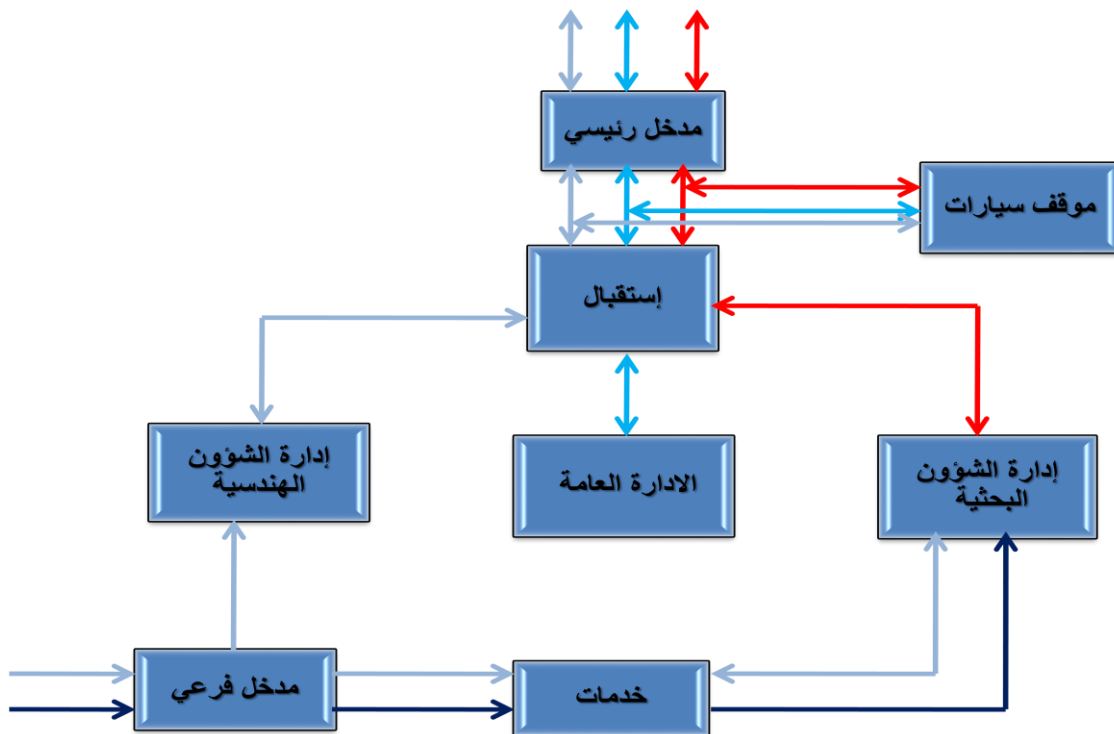 مدخل رئيسي
موقف سيارات
إستقبال
إدارة الشؤون
الهندسية
الادارة العامة
إدارة الشؤون
البحثية
مدخل فرعي
خدمات